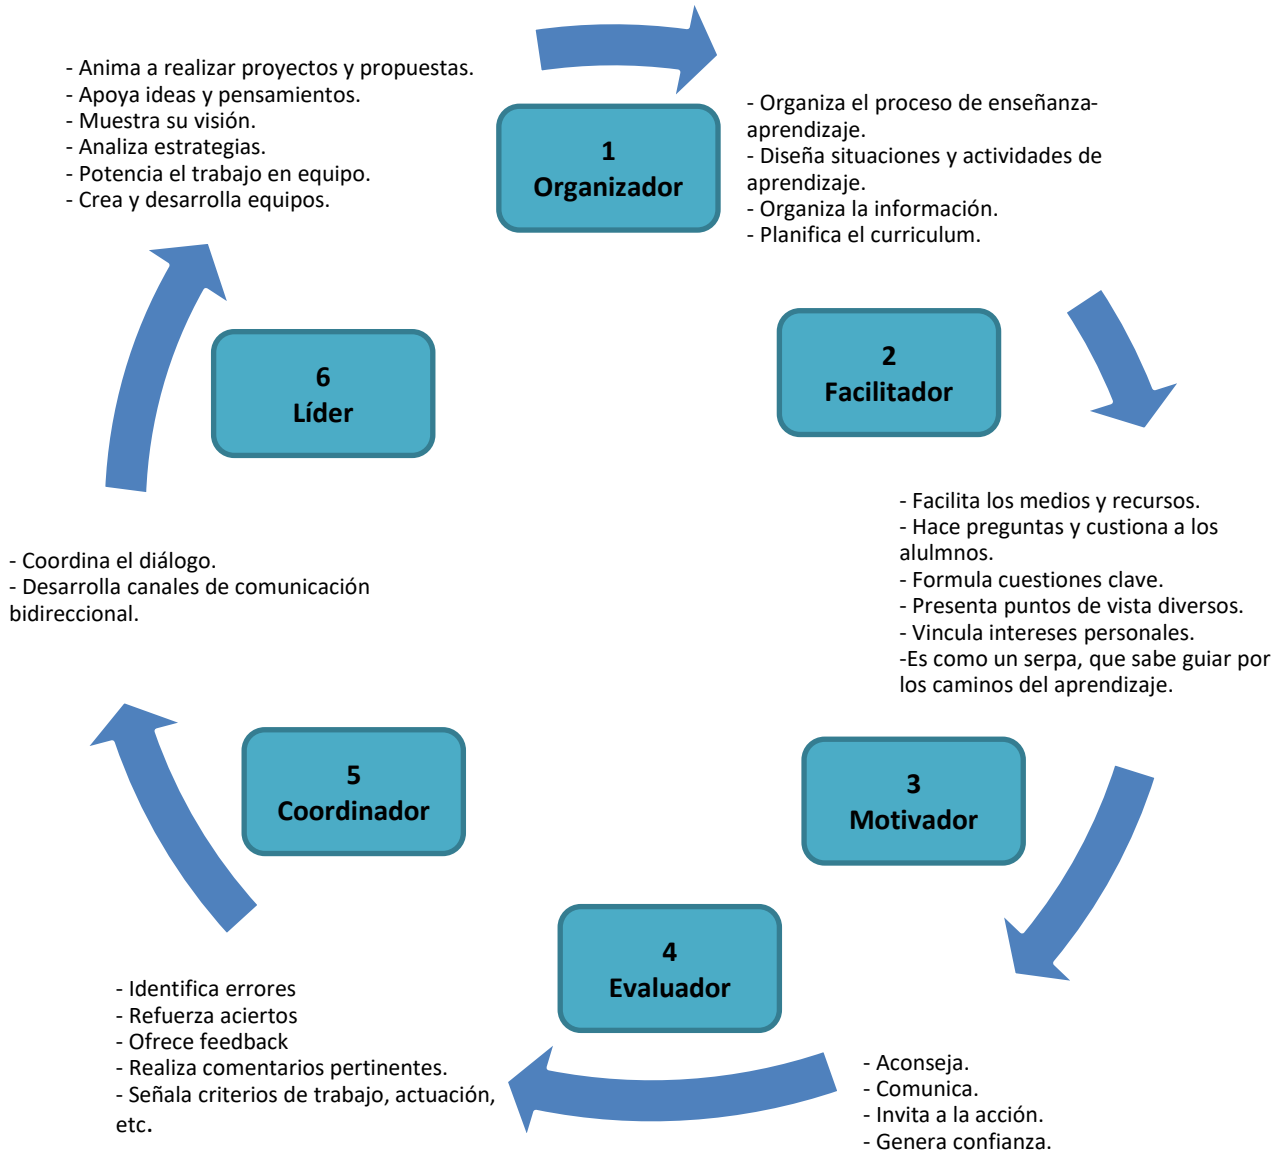 1
Organizador
- Organiza el proceso de enseñanza-
aprendizaje.
- Diseña situaciones y actividades de
aprendizaje.
- Organiza la información.
- Planifica el curriculum.
2
Facilitador
- Facilita los medios y recursos.
- Hace preguntas y custiona a los
alulmnos.
- Formula cuestiones clave.
- Presenta puntos de vista diversos.
- Vincula intereses personales.
-Es como un serpa, que sabe guiar por
los caminos del aprendizaje.
3
Motivador
- Aconseja.
- Comunica.
- Invita a la acción.
- Genera confianza.
4
Evaluador
- Identifica errores
- Refuerza aciertos
- Ofrece feedback
- Realiza comentarios pertinentes.
- Señala criterios de trabajo, actuación,
etc.
5
Coordinador
- Coordina el diálogo.
- Desarrolla canales de comunicación
bidireccional.
6
Líder
- Anima a realizar proyectos y propuestas.
- Apoya ideas y pensamientos.
- Muestra su visión.
- Analiza estrategias.
- Potencia el trabajo en equipo.
- Crea y desarrolla equipos.